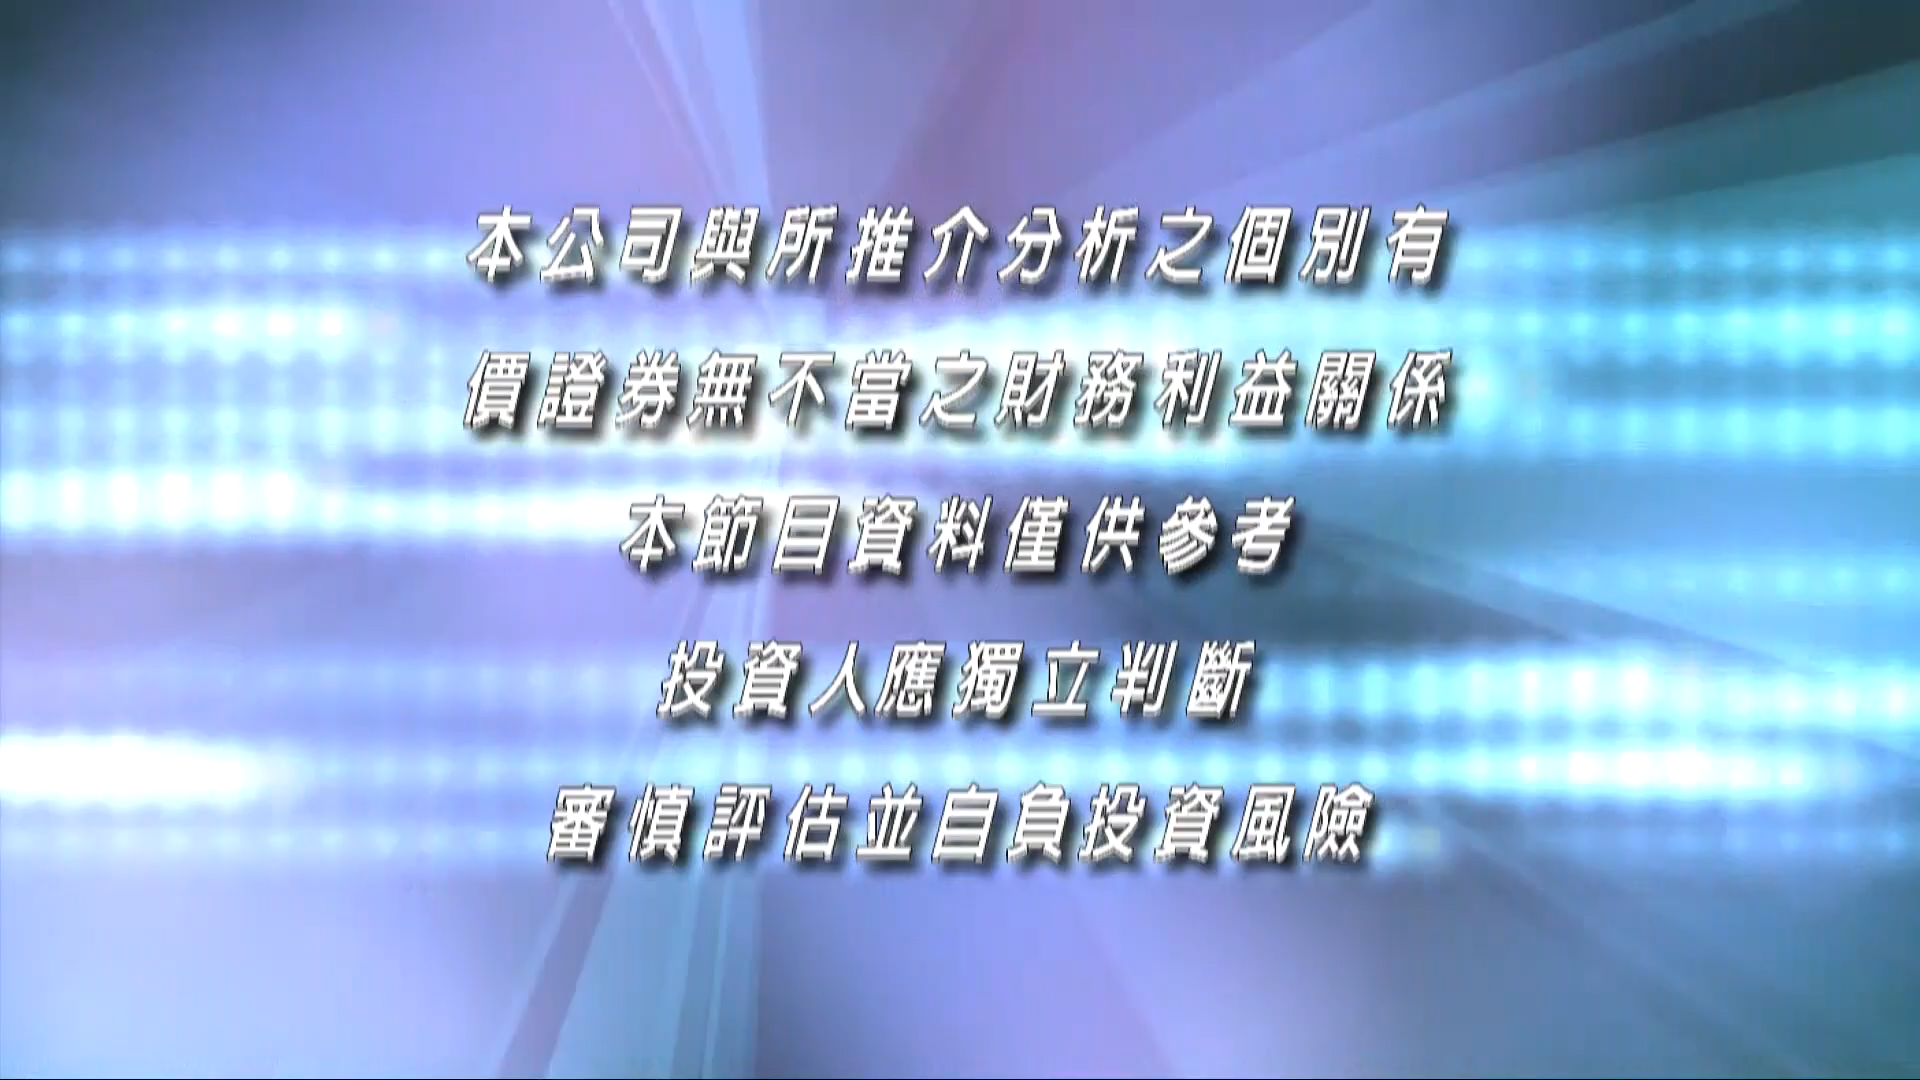 本公司與所推介分析之個別有
價證券無不當之財務利益關係
本節目資料僅供參考
投資人應獨立判斷
審慎評估並自負投資風險